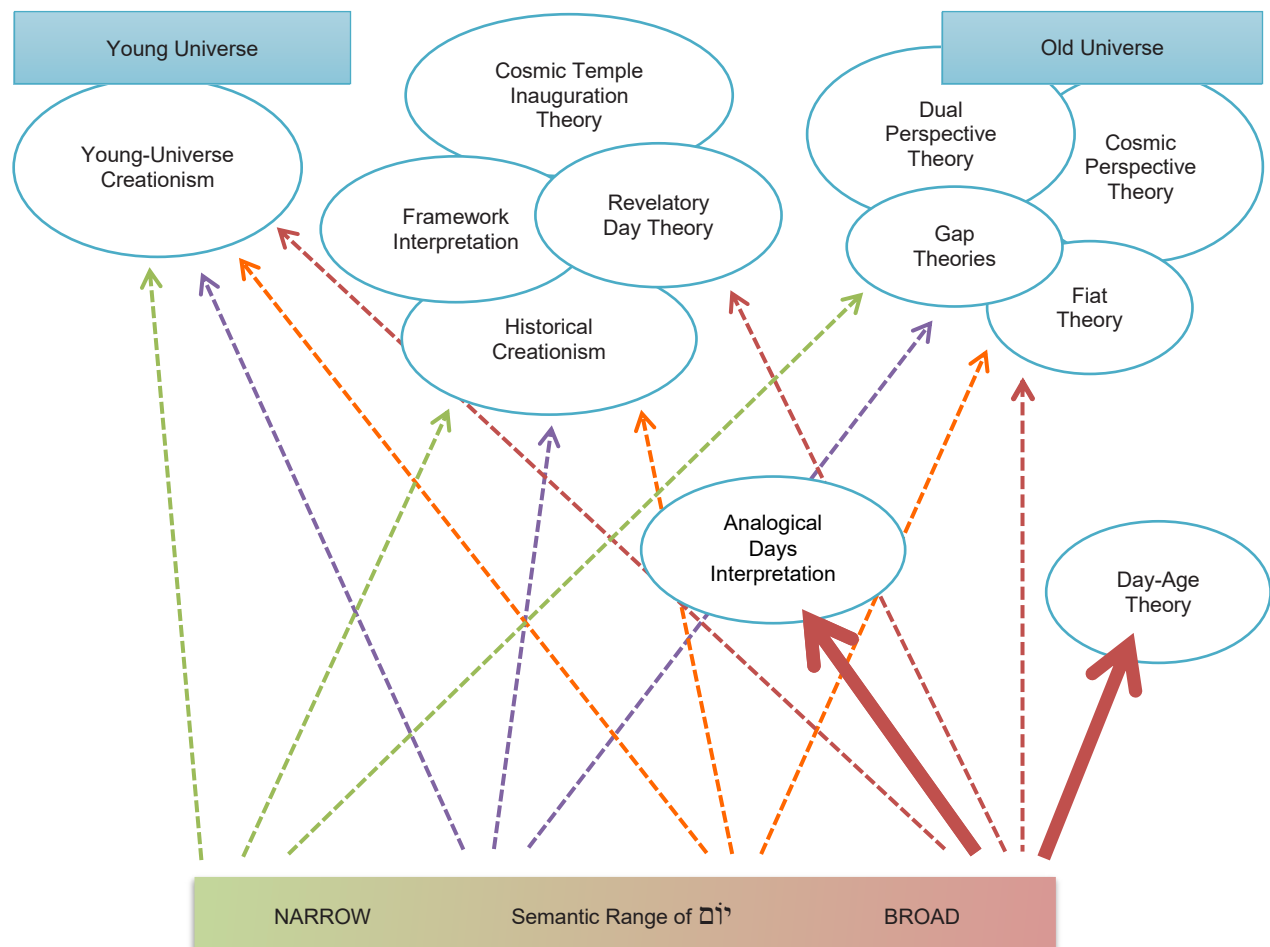 Young Universe
Old Universe
Cosmic Temple
Inauguration
Theory
Dual
Perspective
Theory
Cosmic
Perspective
Theory
Young-Universe
Creationism
Framework
Interpretation
Revelatory
Day Theory
Gap
Theories
Fiat
Theory
Historical
Creationism
Analogical
Days
Interpretation
Day-Age
Theory
NARROW
Semantic Range of יוֹם
BROAD